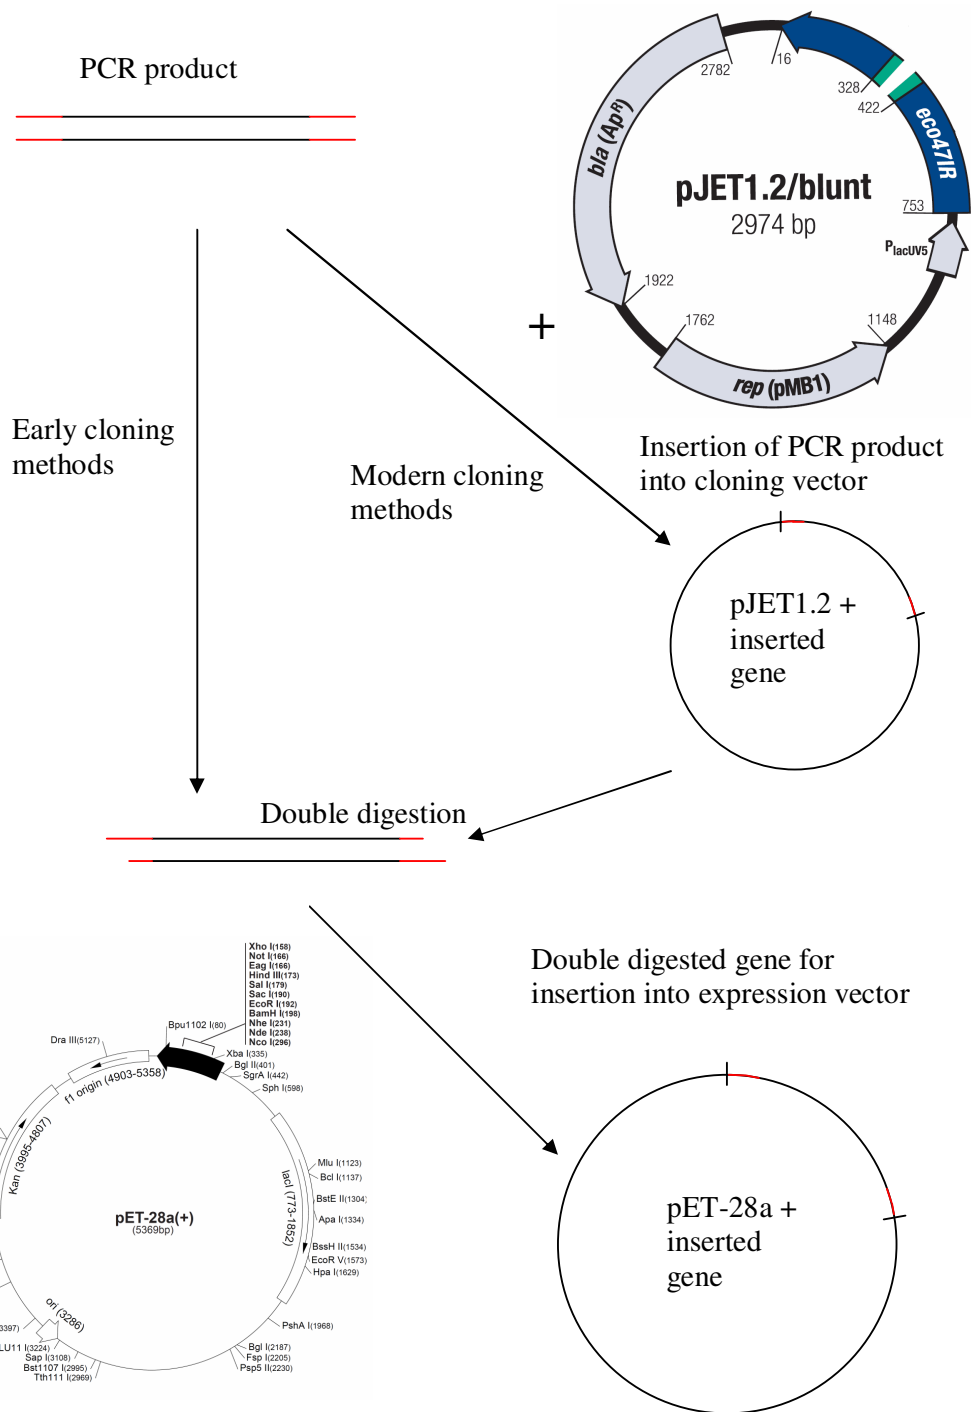 PCR product
2782
16
328
422
eco47IR
bla (ApR)
pJET1.2/blunt
2974 bp
753
PlacUV5
1922
1762
1148
rep (pMB1)
+
Early cloning
methods
Modern cloning
methods
Insertion of PCR product
into cloning vector
pJET1.2 +
inserted
gene
Double digestion
Xho I(158)
Not I(166)
Eag I(166)
Hind III(173)
Sal I(179)
Sac I(190)
EcoR I(192)
BamH I(198)
Nhe I(231)
Nde I(238)
Nco I(296)
Bpu1102 I(80)
Dra III(5127)
Xba I(335)
Bgl II(401)
SgrA I(442)
Sph I(598)
f1 origin (4903-5358)
Kan (3995-4807)
lacI (773-1852)
Mlu I(1123)
Bcl I(1137)
BstE II(1304)
Apa I(1334)
BssH II(1534)
EcoR V(1573)
Hpa I(1629)
pET-28a(+)
(5369bp)
ori (3286)
PshA I(1968)
Bgl I(2187)
Fsp I(2205)
Psp5 II(2230)
3397)
LU11 I(3224)
Sap I(3108)
Bst1107 I(2995)
Tth111 I(2969)
Double digested gene for
insertion into expression vector
pET-28a +
inserted
gene